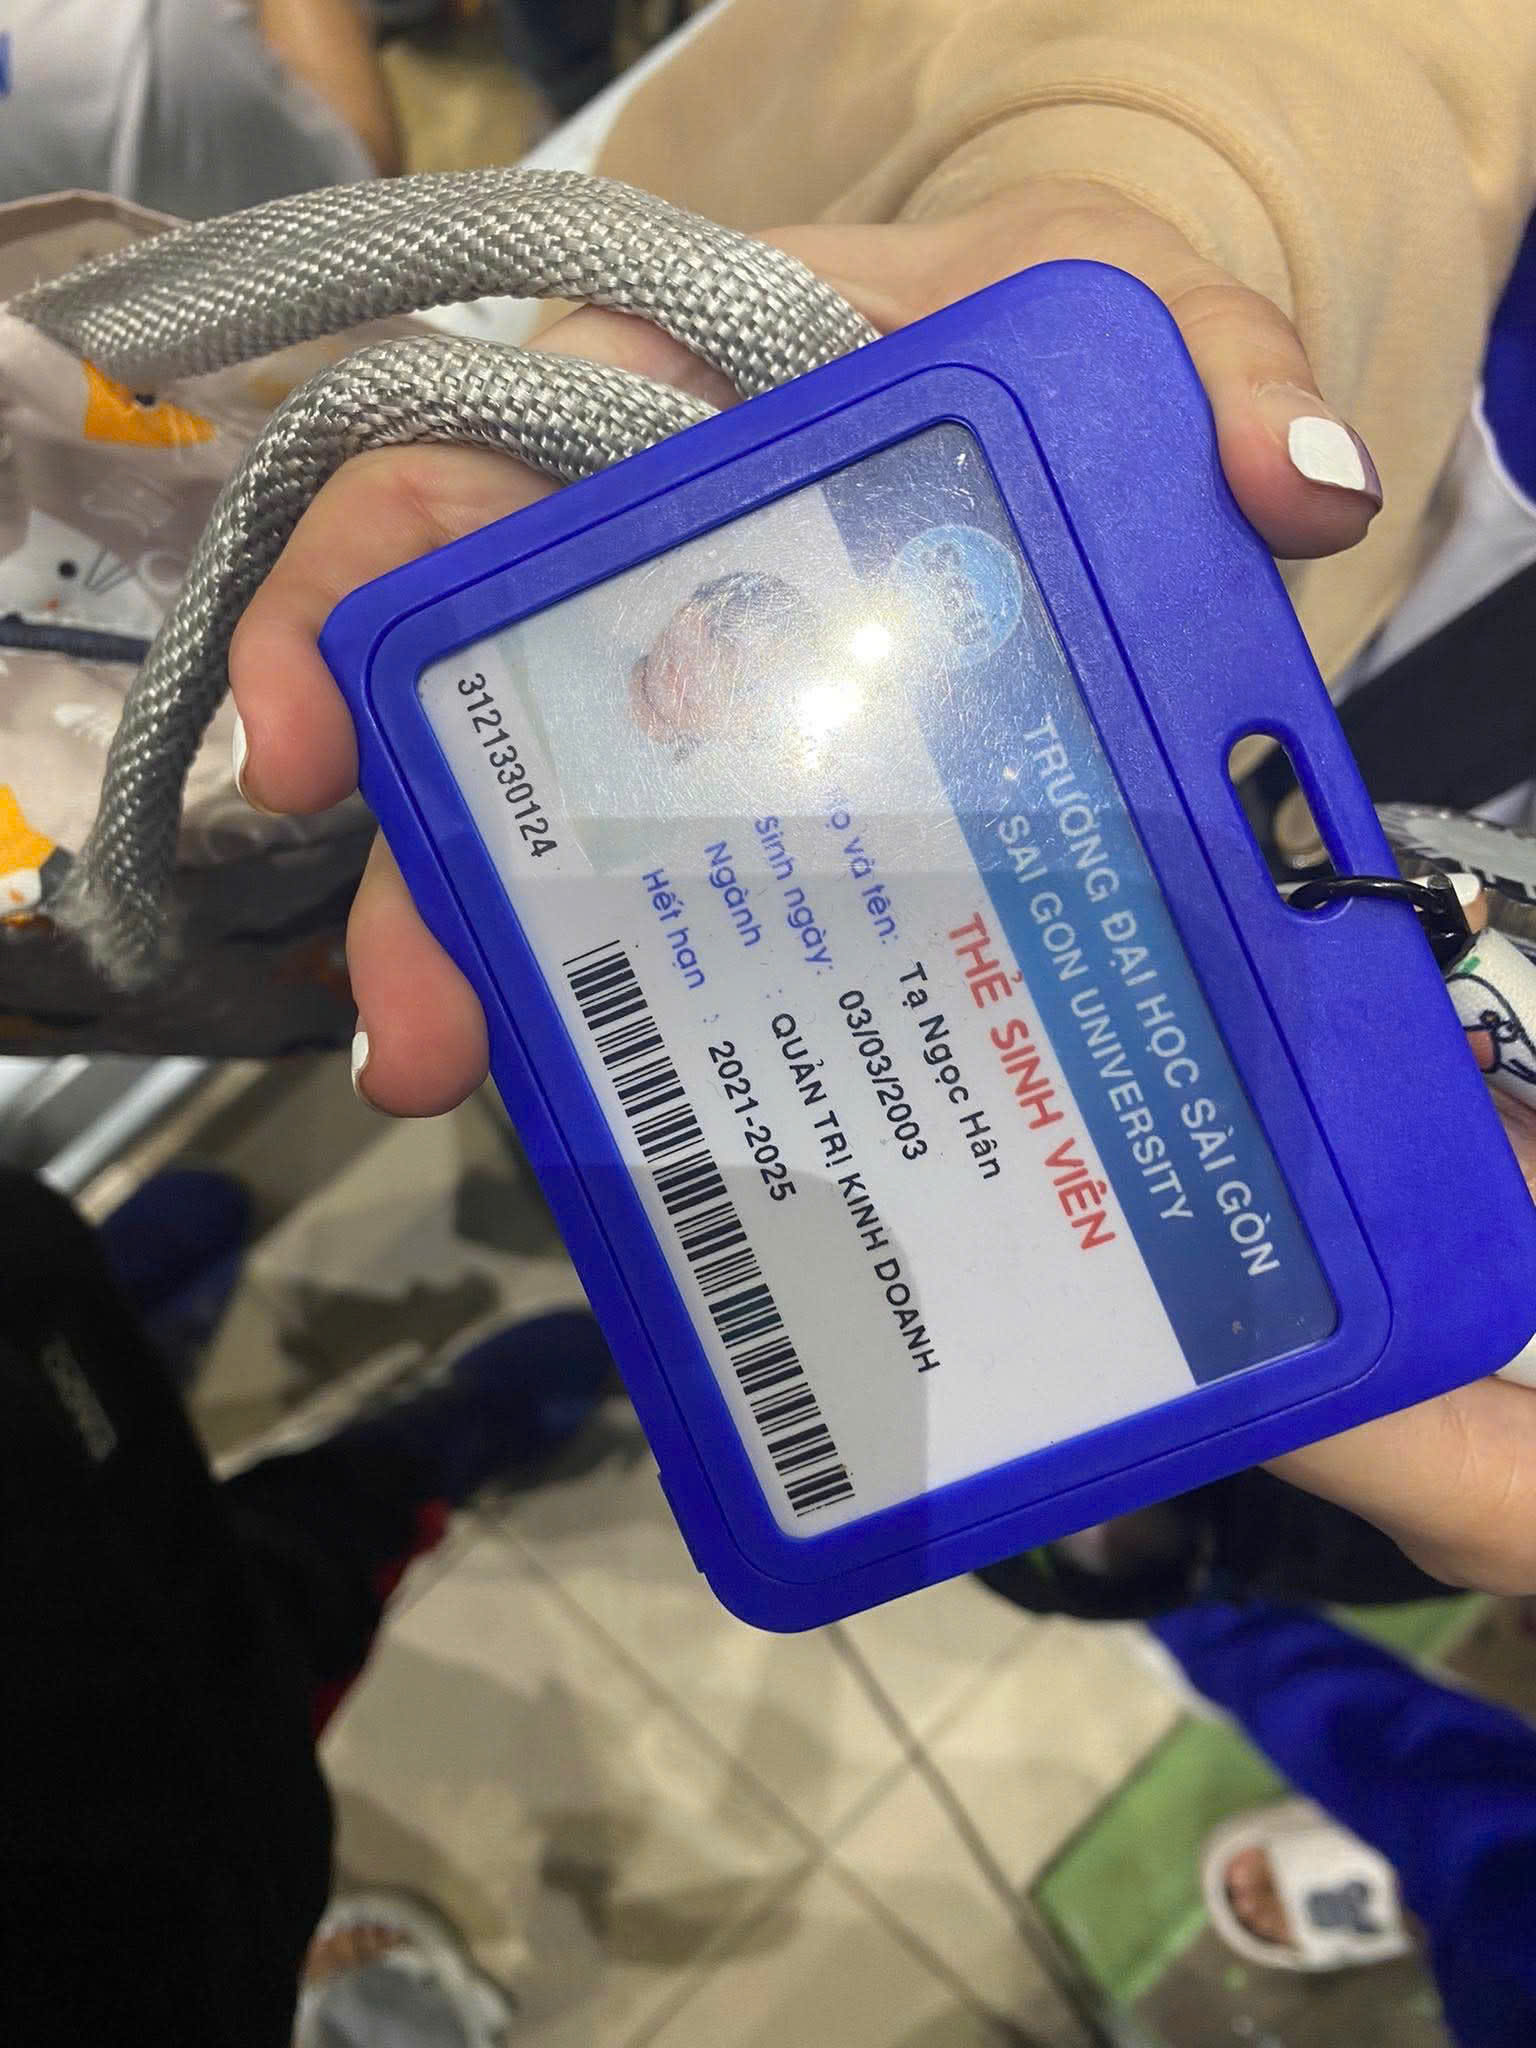 TRƯỜNG ĐẠI HỌC SÀI GÒN
SAI GON UNIVERSITY
THẺ SINH VIÊN
Họ và tên: Tạ Ngọc Hân
Sinh ngày: 03/03/2003
Ngành : QUẢN TRỊ KINH DOANH
Hết hạn : 2021-2025
3121330124